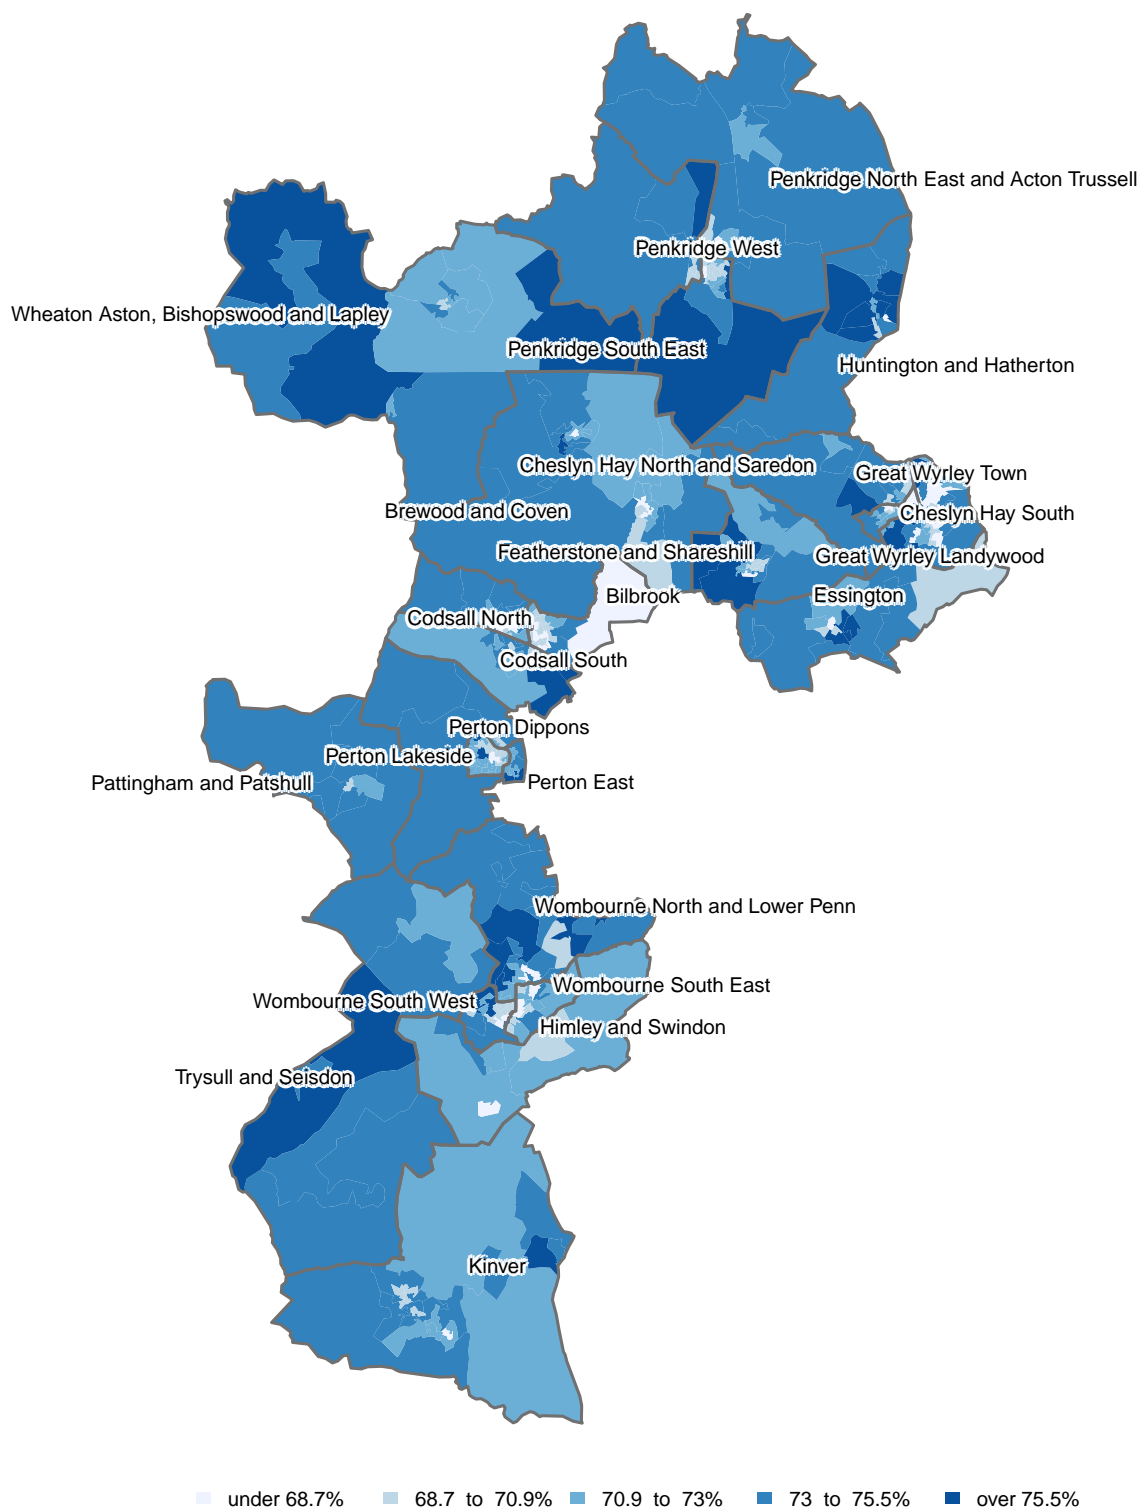 Penkridge North East and Acton Trussell
Penkridge West
Wheaton Aston, Bishopswood and Lapley
Penkridge South East
Huntington and Hatherton
Cheslyn Hay North and Saredon
Great Wyrley Town
Brewood and Coven
Cheslyn Hay South
Featherstone and Shareshill
Great Wyrley Landywood
Bilbrook
Essington
Codsall North
Codsall South
Perton Dippons
Perton Lakeside
Pattingham and Patshull
Perton East
Wombourne North and Lower Penn
Wombourne South East
Wombourne South West
Himley and Swindon
Trysull and Seisdon
Kinver
under 68.7% 68.7 to 70.9% 70.9 to 73% 73 to 75.5% over 75.5%